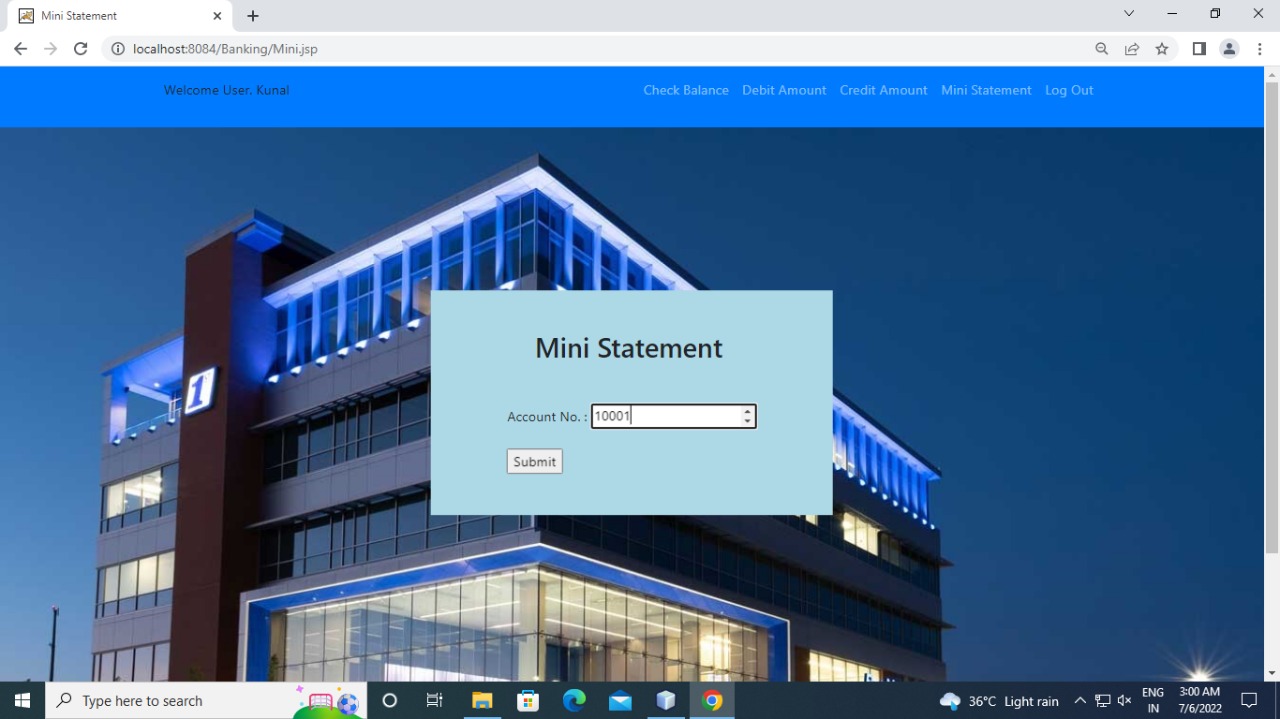 Mini Statement
localhost:8084/Banking/Mini.jsp
Welcome User. Kunal
Check Balance Debit Amount Credit Amount Mini Statement Log Out
1
Mini Statement
Account No. : 10001
Submit
Type here to search
36°C Light rain
ENG
IN
3:00 AM
7/6/2022